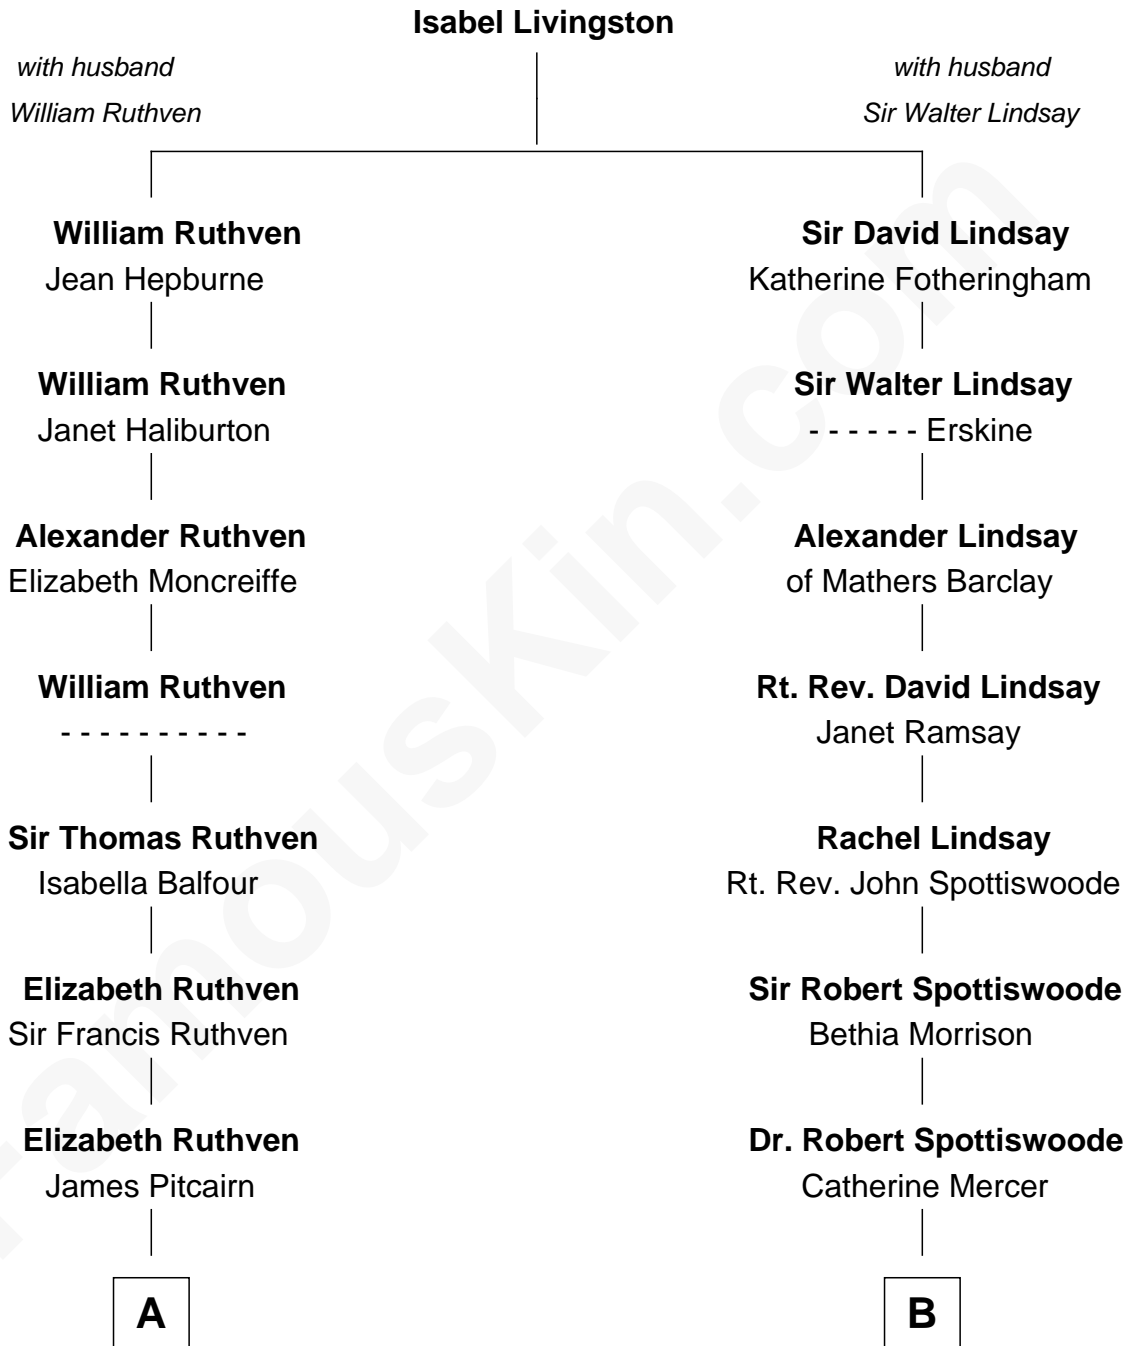 Isabel Livingston
with husband
William Ruthven
with husband
Sir Walter Lindsay
William Ruthven
Jean Hepburne
Sir David Lindsay
Katherine Fotheringham
William Ruthven
Janet Haliburton
Sir Walter Lindsay
- - - - - - Erskine
Alexander Ruthven
Elizabeth Moncreiffe
Alexander Lindsay
of Mathers Barclay
William Ruthven
- - - - - - - - - -
Rt. Rev. David Lindsay
Janet Ramsay
Sir Thomas Ruthven
Isabella Balfour
Rachel Lindsay
Rt. Rev. John Spottiswoode
Elizabeth Ruthven
Sir Francis Ruthven
Sir Robert Spottiswoode
Bethia Morrison
Elizabeth Ruthven
James Pitcairn
Dr. Robert Spottiswoode
Catherine Mercer
A
B
FamousKin.com